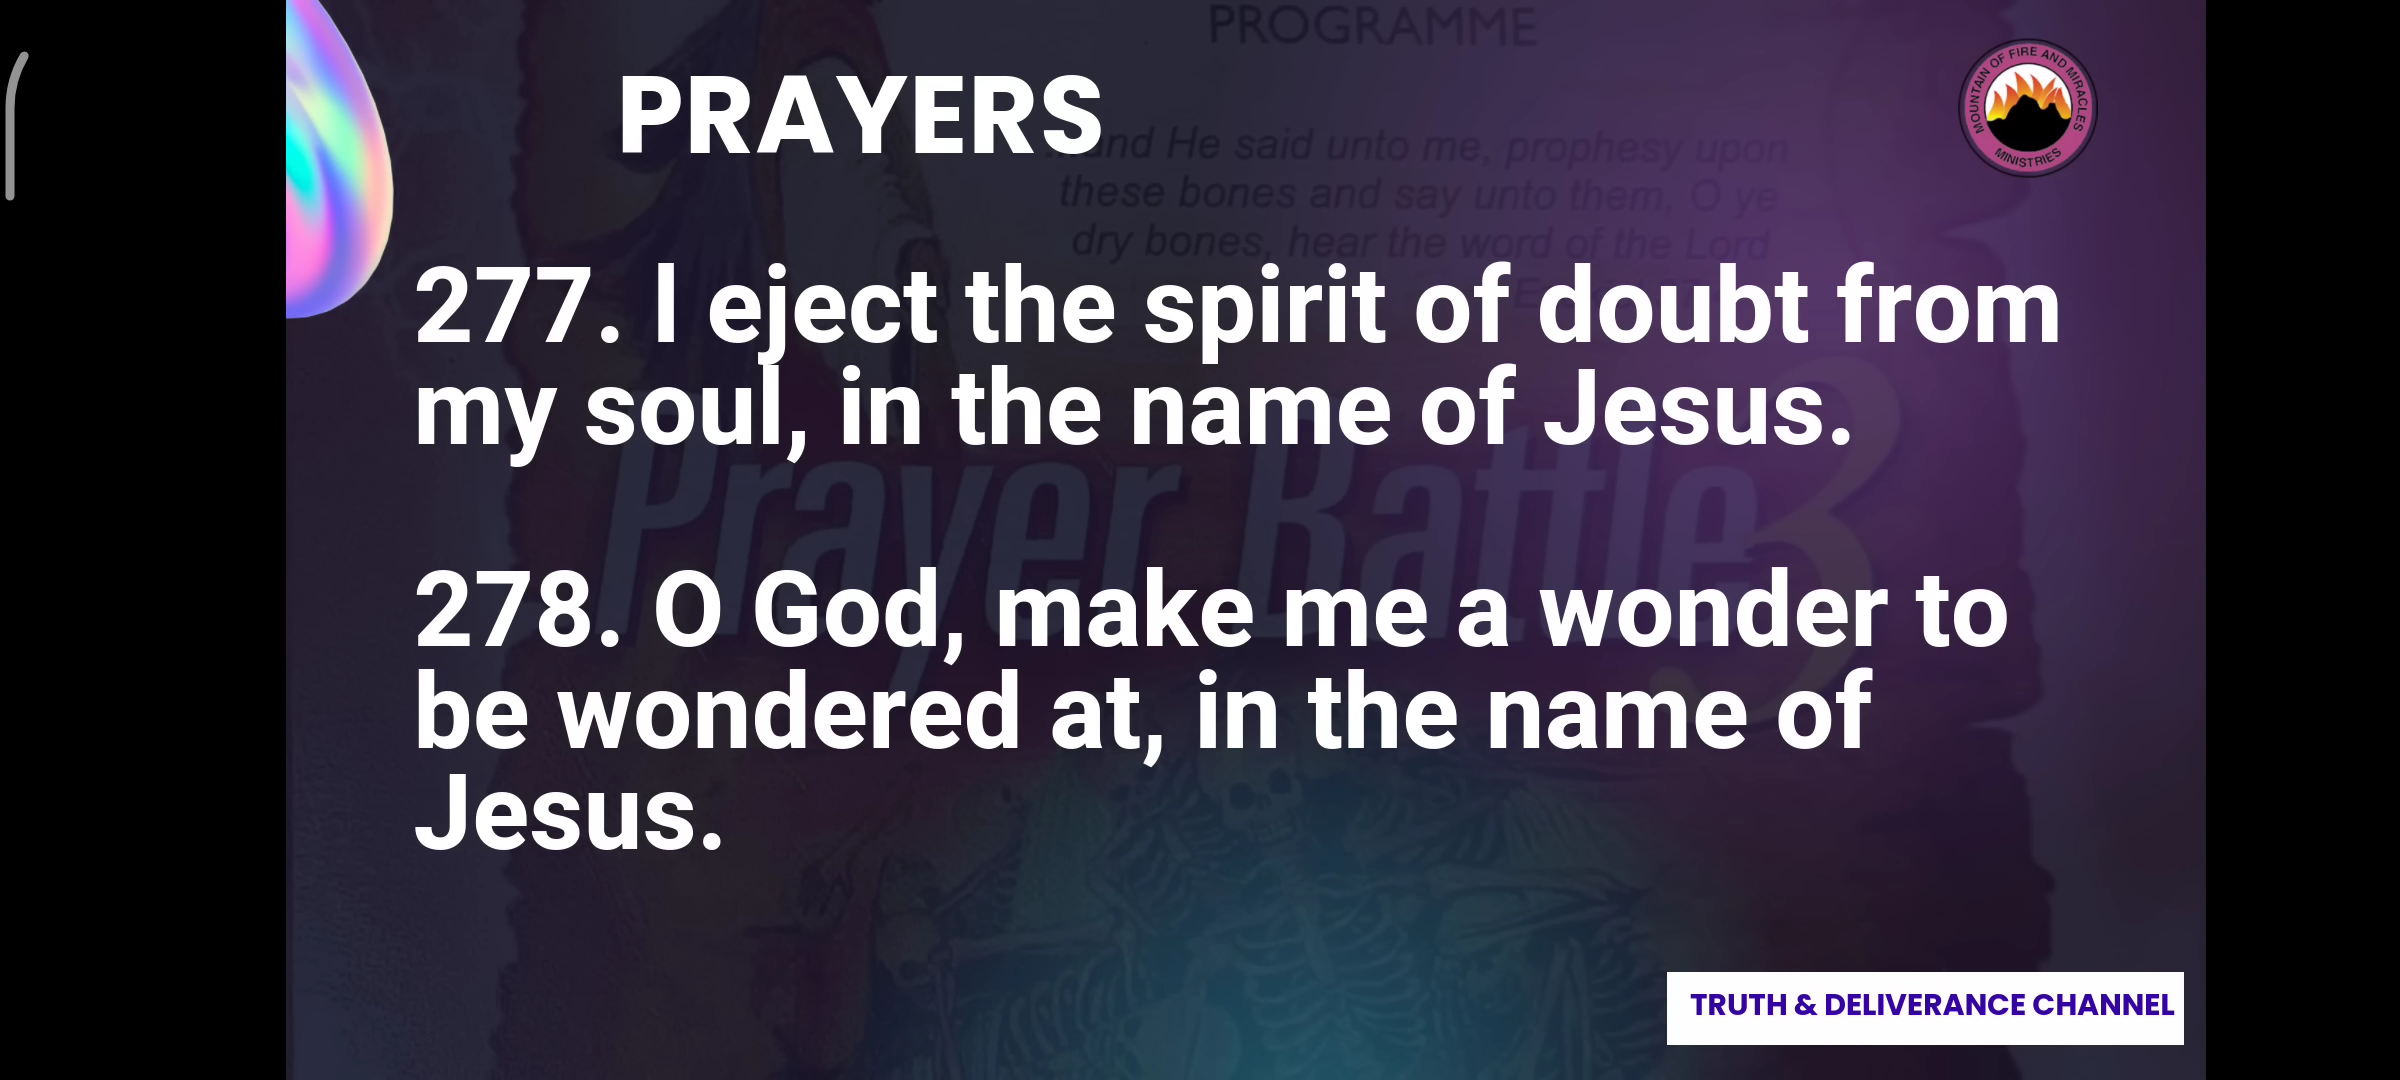 PROGRAMME
PRAYERS
MOUNTAIN OF FIRE AND MIRACLES
MINISTRIES
and He said unto me, prophesy upon
these bones and say unto them, O ye
dry bones, hear the word of the Lord
277. I eject the spirit of doubt from
my soul, in the name of Jesus.
Prayer Battle 3
278. O God, make me a wonder to
be wondered at, in the name of
Jesus.
TRUTH & DELIVERANCE CHANNEL